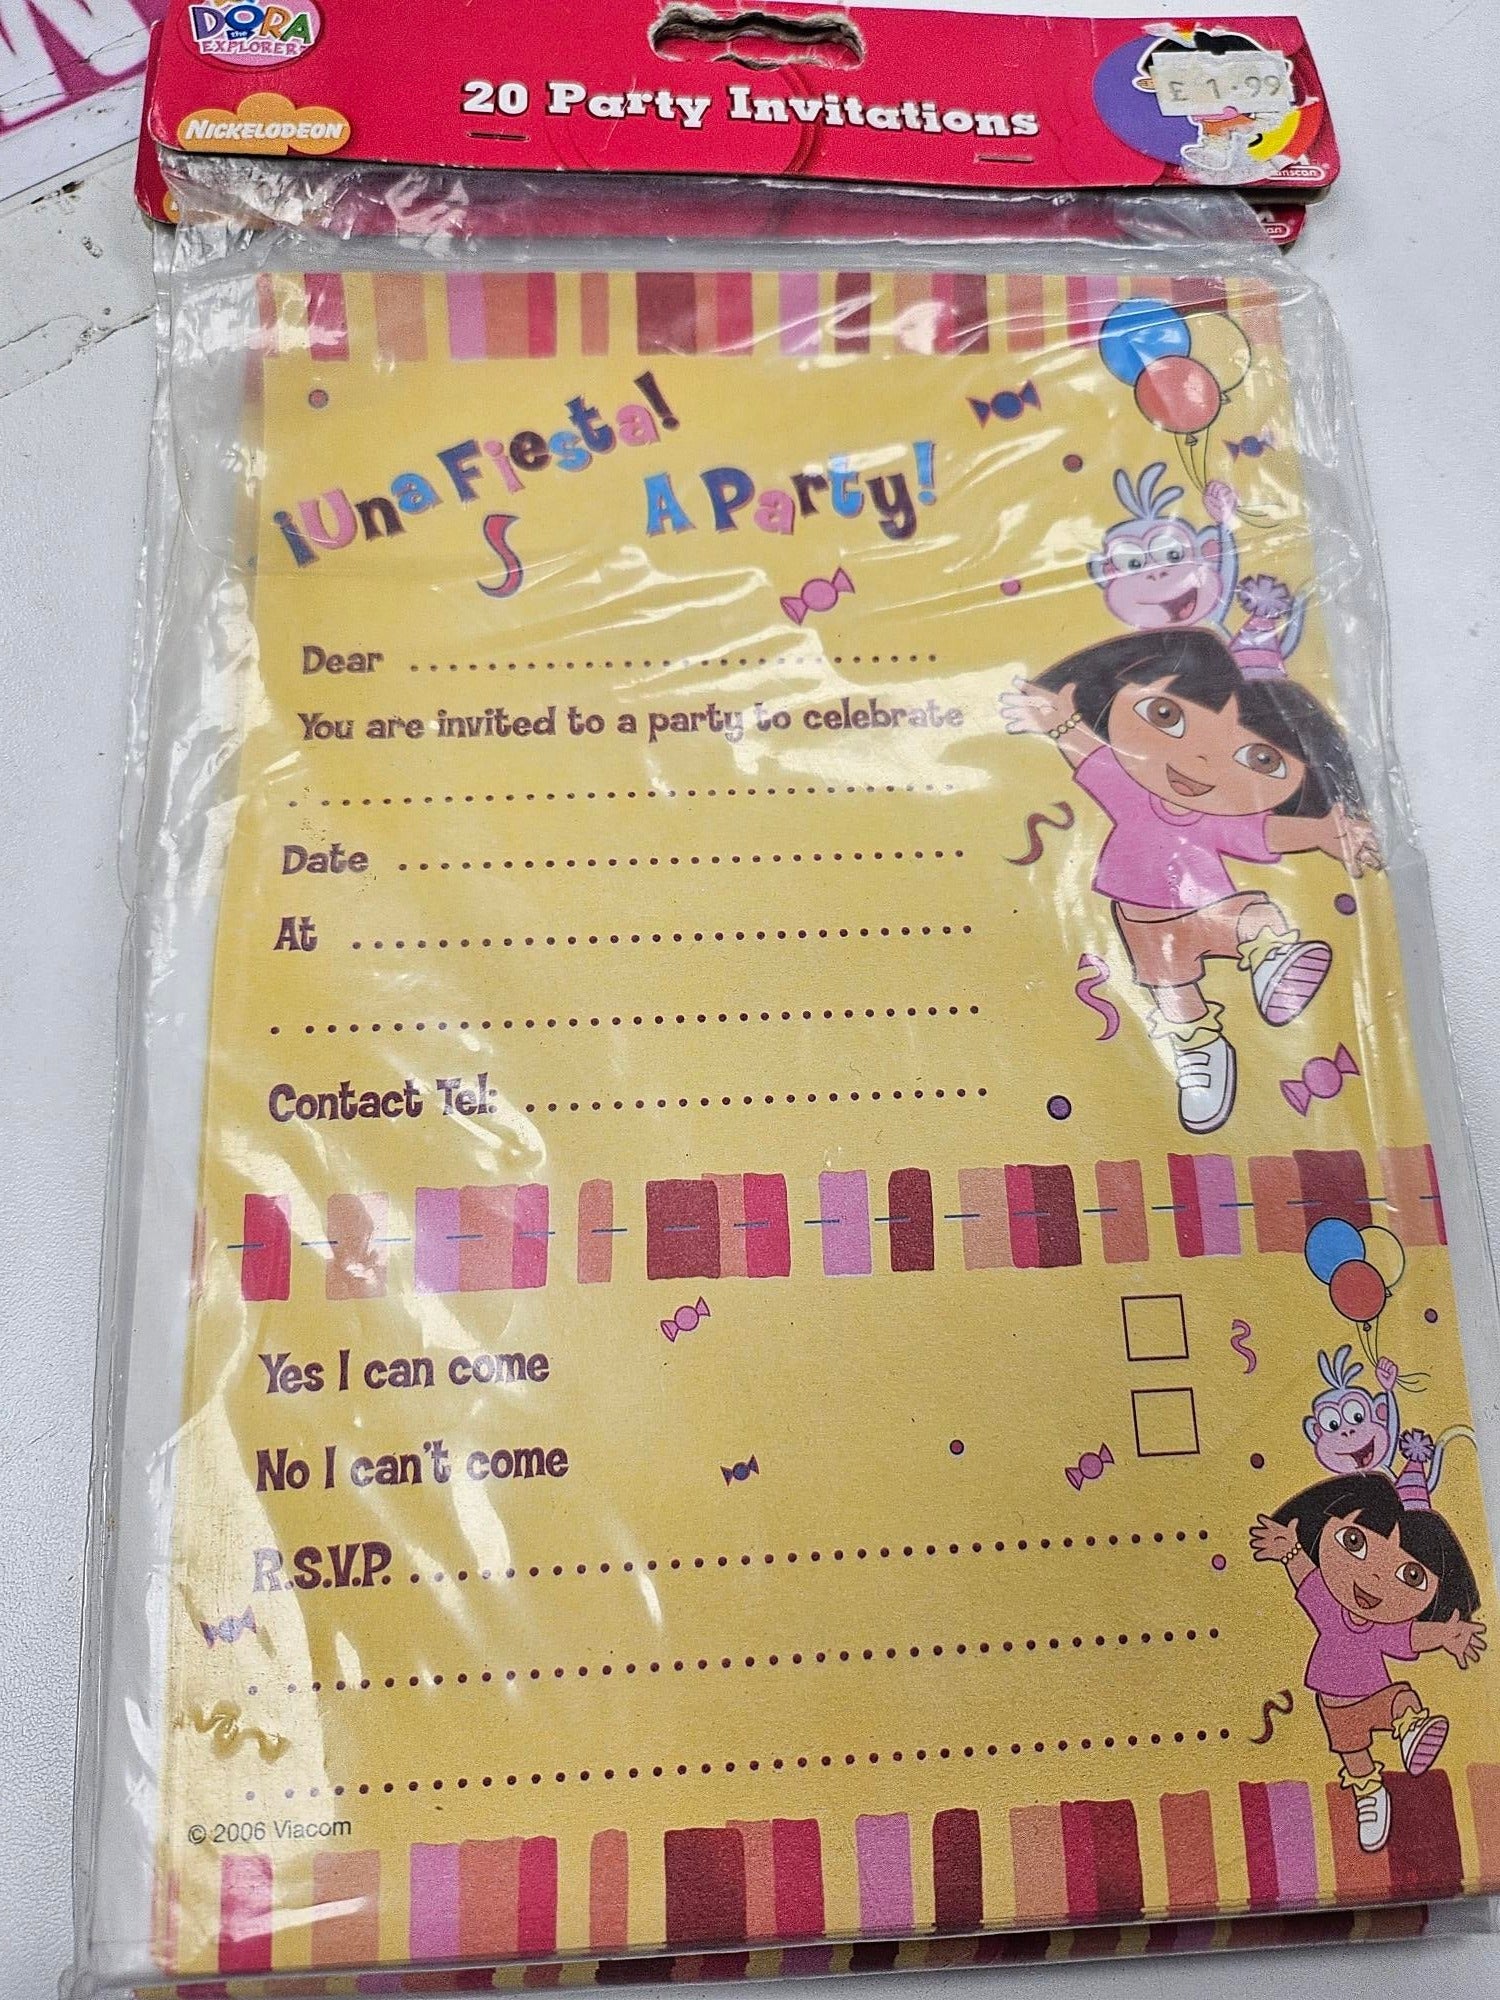 DORA
the
EXPLORER
NICKELODEON
20 Party Invitations
£1.99
¡Una Fiesta!
A Party!
Dear ............................
You are invited to a party to celebrate
Date
At
Contact Tel:
Yes I can come
No I can't come
R.S.V.P.
© 2006 Viacom